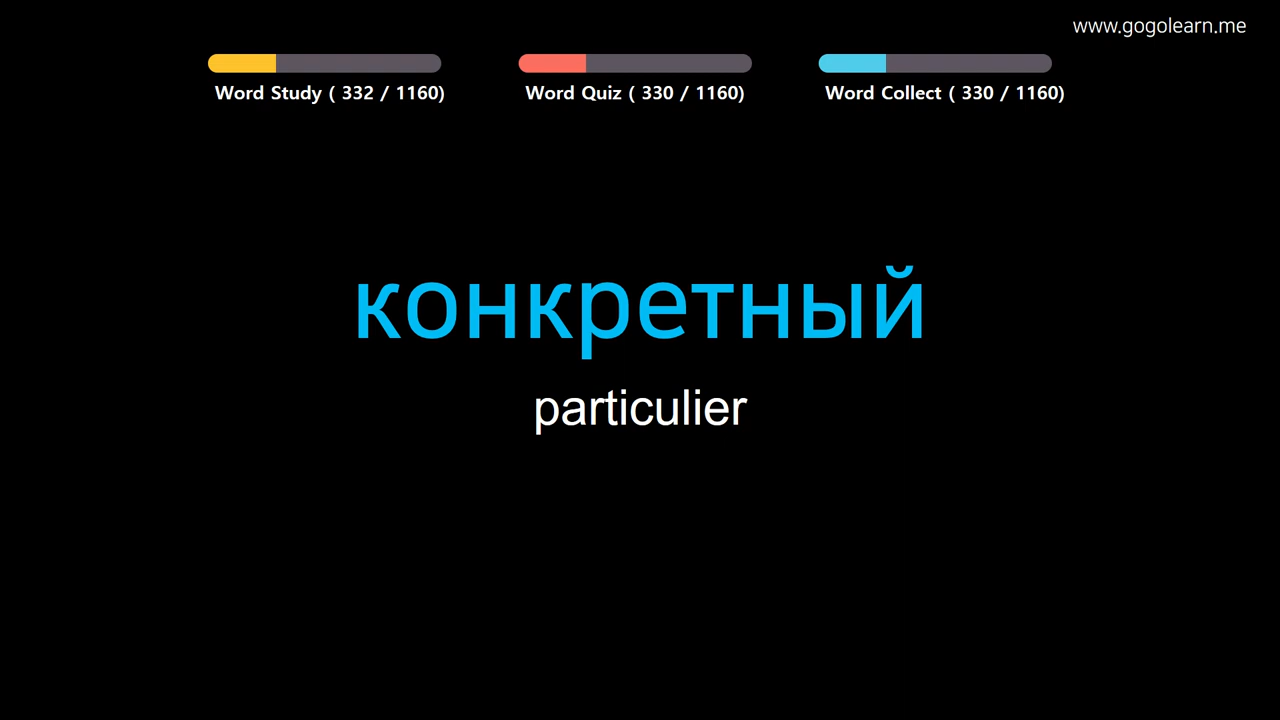 www.gogolearn.me
Word Study ( 332 / 1160)
Word Quiz ( 330 / 1160)
Word Collect ( 330 / 1160)
конкретный
particulier